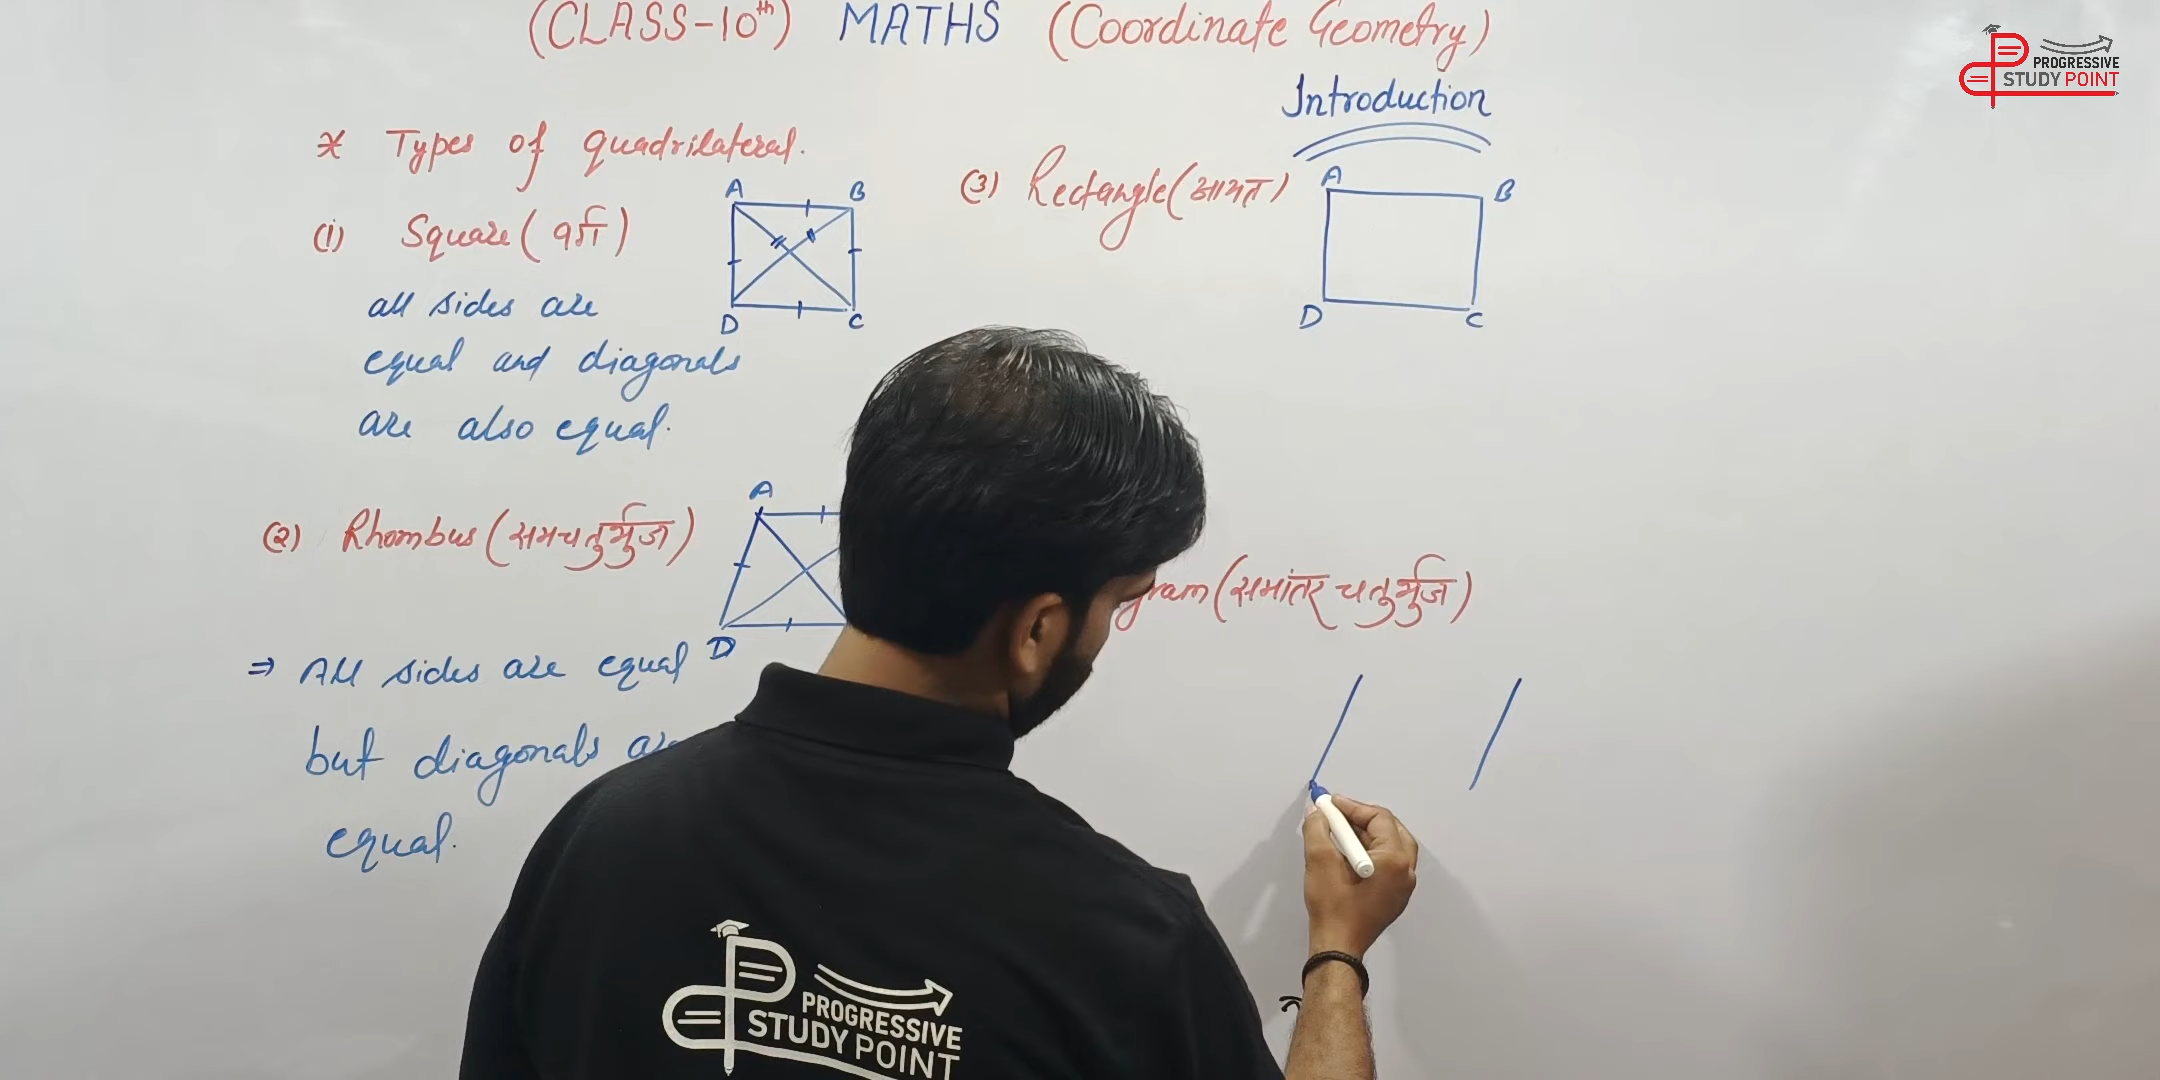 (CLASS-10th) MATHS (Coordinate Geometry)
Introduction
* Types of quadrilateral.
(i) Square (वर्ग)
A B
D C
all sides are
equal and diagonals
are also equal.
(2) Rhombus (समचतुर्भुज)
A
D
⇒ All sides are equal
but diagonals are
equal.
(3) Rectangle (आयत)
A B
D C
gram (समांतर चतुर्भुज)
PROGRESSIVE
STUDY POINT
PROGRESSIVE
STUDY POINT